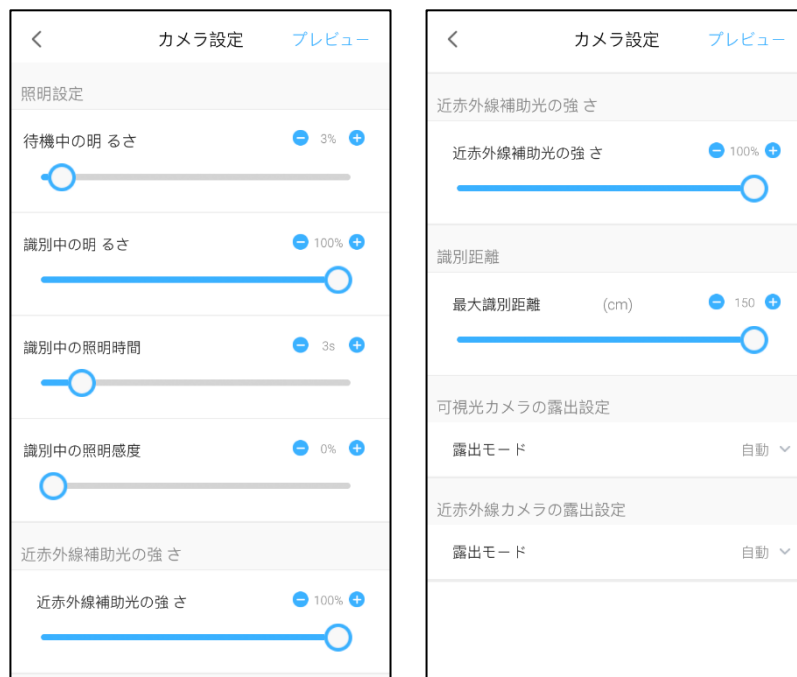 カメラ設定 プレビュー
照明設定
待機中の明 るさ 3%
識別中の明 るさ 100%
識別中の照明時間 3s
識別中の照明感度 0%
近赤外線補助光の強 さ
近赤外線補助光の強 さ 100%
カメラ設定 プレビュー
近赤外線補助光の強 さ
近赤外線補助光の強 さ 100%
識別距離
最大識別距離 (cm) 150
可視光カメラの露出設定
露出モード 自動
近赤外線カメラの露出設定
露出モード 自動